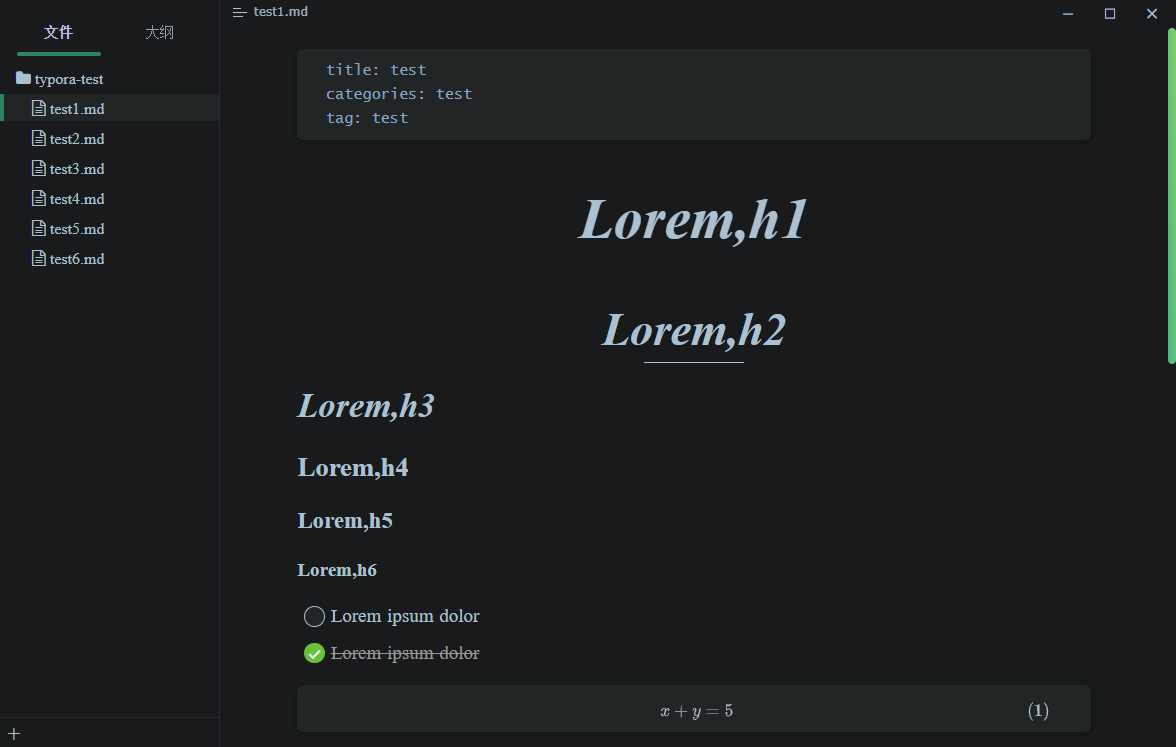 文件 大纲
typora-test
test1.md
test2.md
test3.md
test4.md
test5.md
test6.md
test1.md
title: test
categories: test
tag: test
Lorem,h1
Lorem,h2
Lorem,h3
Lorem,h4
Lorem,h5
Lorem,h6
Lorem ipsum dolor
Lorem ipsum dolor
x + y = 5 (1)